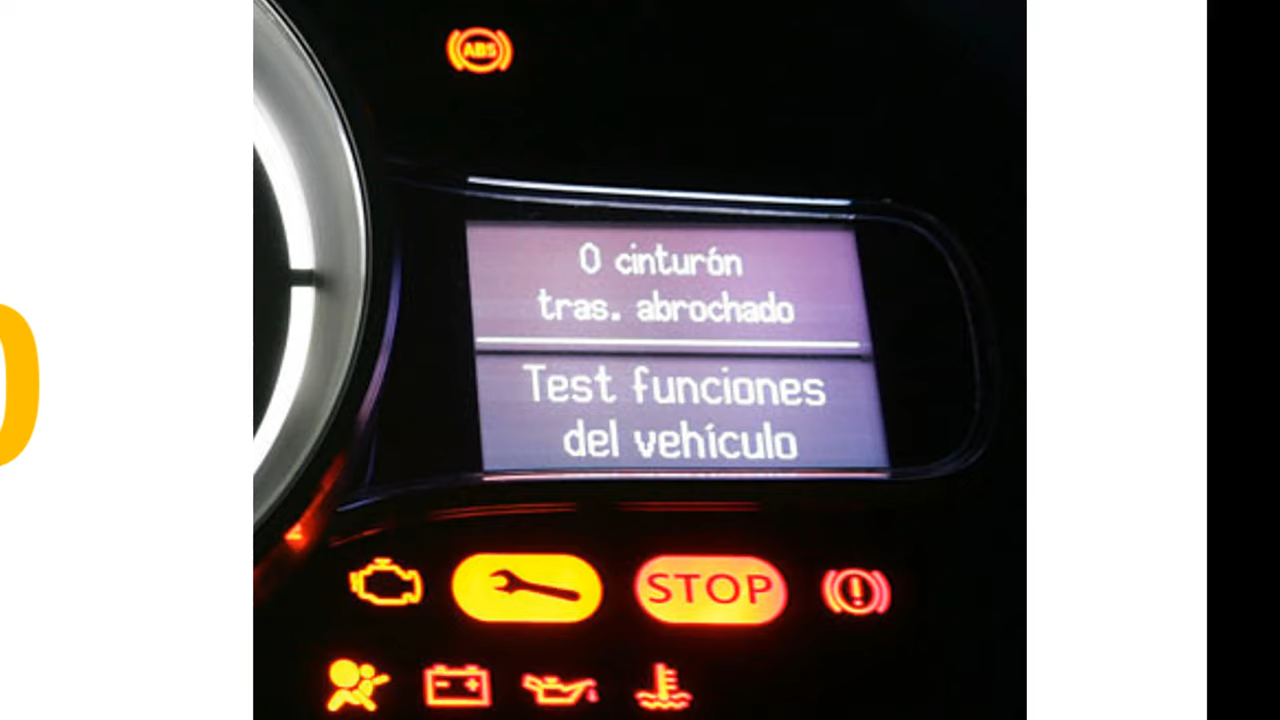 ABS
0 cinturón
tras. abrochado
Test funciones
del vehículo
STOP